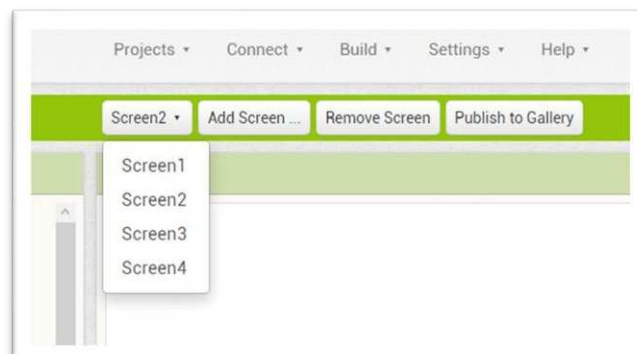 Projects Connect Build Settings Help
Screen2 Add Screen ... Remove Screen Publish to Gallery
Screen1
Screen2
Screen3
Screen4